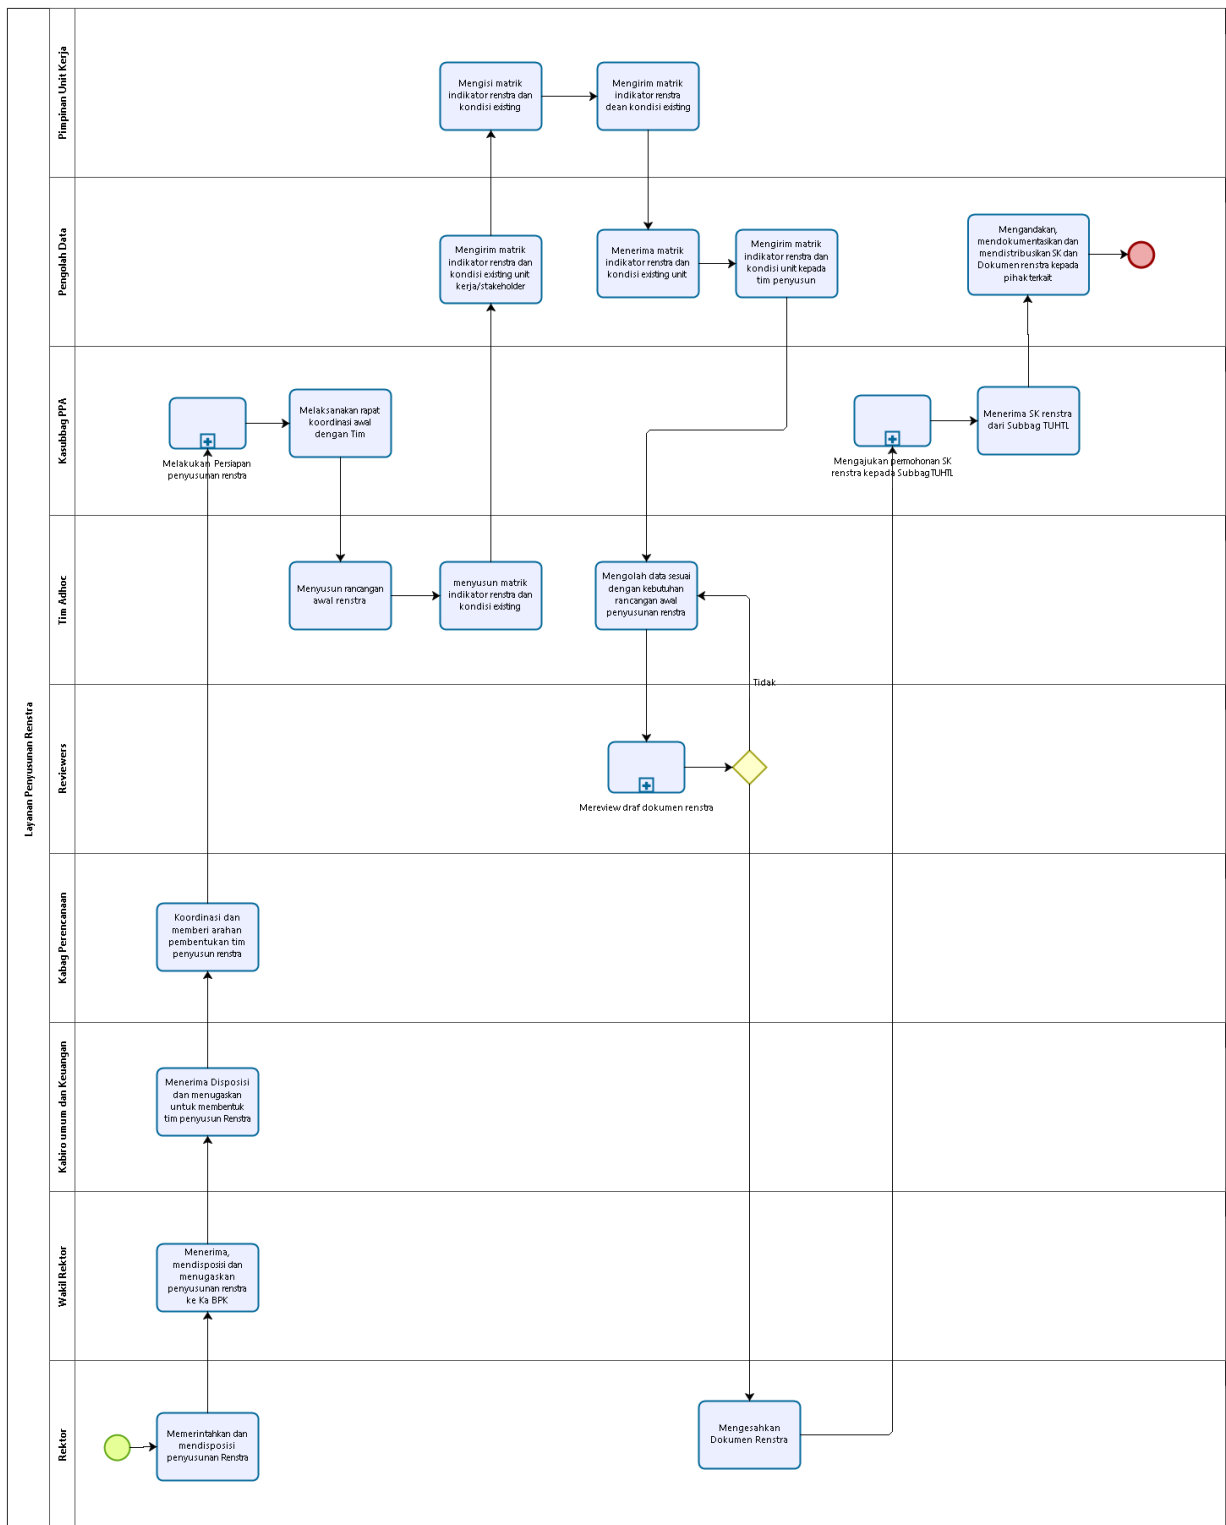 Layanan Penyusunan Renstra
Pimpinan Unit Kerja
Mengisi matrik
indikator renstra dan
kondisi existing
Mengirim matrik
indikator renstra
dean kondisi existing
Pengolah Data
Mengirim matrik
indikator renstra dan
kondisi existing unit
kerja/stakeholder
Menerima matrik
indikator renstra dan
kondisi existing unit
Mengirim matrik
indikator renstra dan
kondisi unit kepada
tim penyusun
Mengandakan,
mendokumentasikan dan
mendistribusikan SK dan
Dokumen renstra kepada
pihak terkait
Kasubbag PPA
Melakukan Persiapan
penyusunan renstra
Melaksanakan rapat
koordinasi awal
dengan Tim
Mengajukan permohonan SK
renstra kepada Subbag TUHTL
Menerima SK renstra
dari Subbag TUHTL
Tim Adhoc
Menyusun rancangan
awal renstra
menyusun matrik
indikator renstra dan
kondisi existing
Mengolah data sesuai
dengan kebutuhan
rancangan awal
penyusunan renstra
Tidak
Reviewers
Mereview draf dokumen renstra
Kabag Perencanaan
Koordinasi dan
memberi arahan
pembentukan tim
penyusun renstra
Kabiro umum dan Keuangan
Menerima Disposisi
dan menugaskan
untuk membentuk
tim penyusun Renstra
Wakil Rektor
Menerima,
mendisposisi dan
menugaskan
penyusunan renstra
ke Ka BPK
Rektor
Memerintahkan dan
mendisposisi
penyusunan Renstra
Mengesahkan
Dokumen Renstra